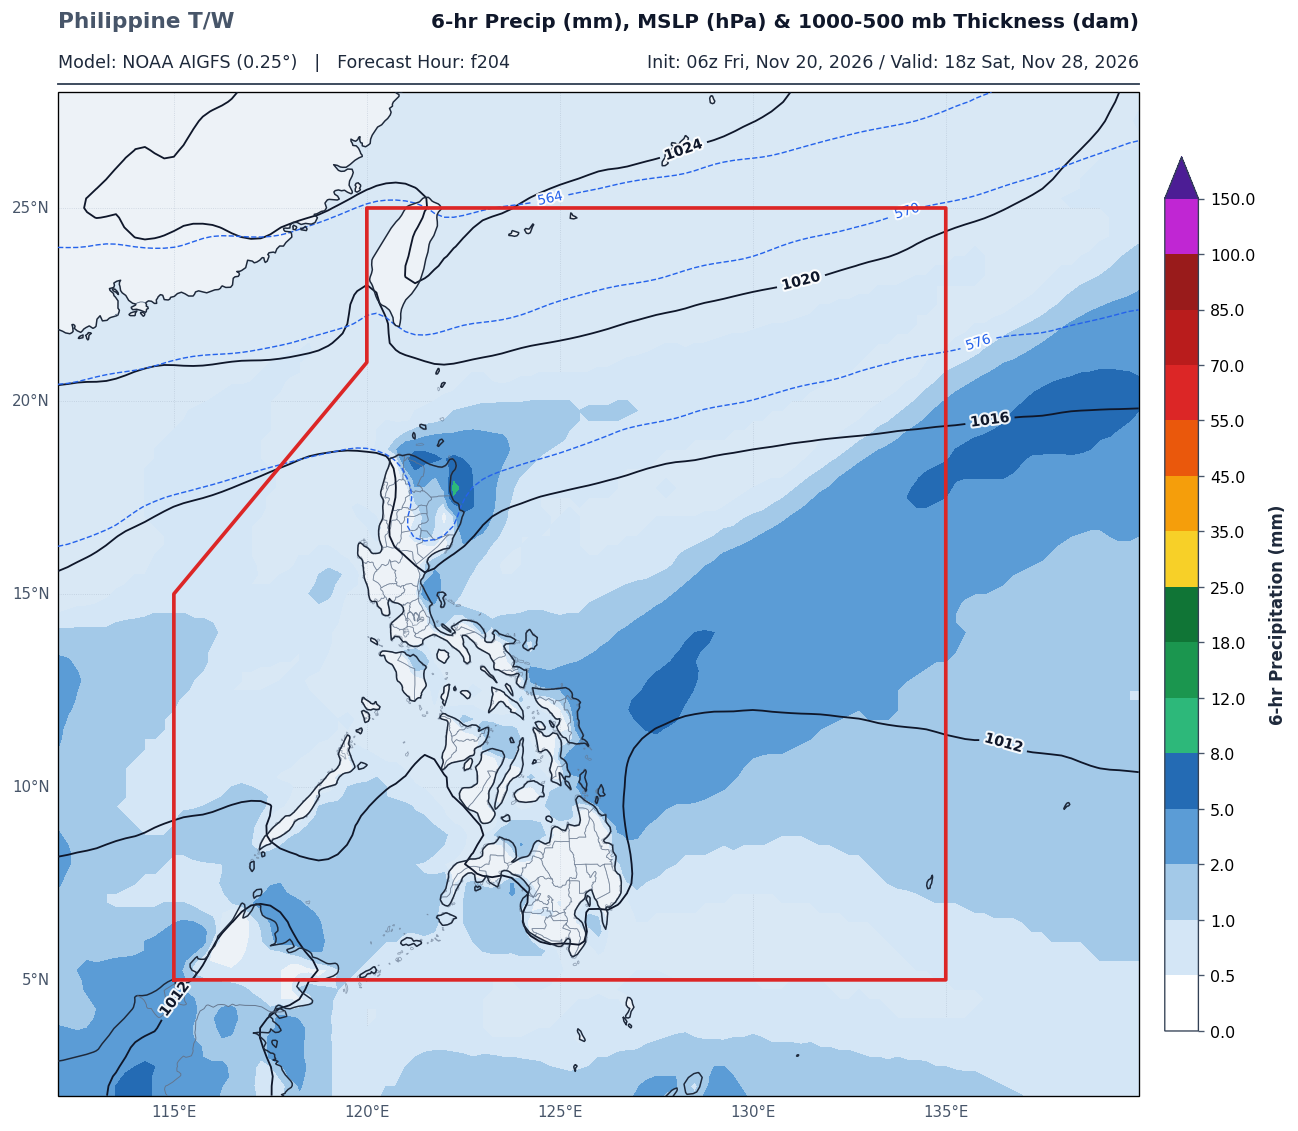 Philippine T/W
6-hr Precip (mm), MSLP (hPa) & 1000-500 mb Thickness (dam)
Model: NOAA AIGFS (0.25°) | Forecast Hour: f204
Init: 06z Fri, Nov 20, 2026 / Valid: 18z Sat, Nov 28, 2026
1024
564
570
1020
576
1016
1012
1012
25°N
20°N
15°N
10°N
5°N
115°E
120°E
125°E
130°E
135°E
150.0
100.0
85.0
70.0
55.0
45.0
35.0
25.0
18.0
12.0
8.0
5.0
2.0
1.0
0.5
0.0
6-hr Precipitation (mm)